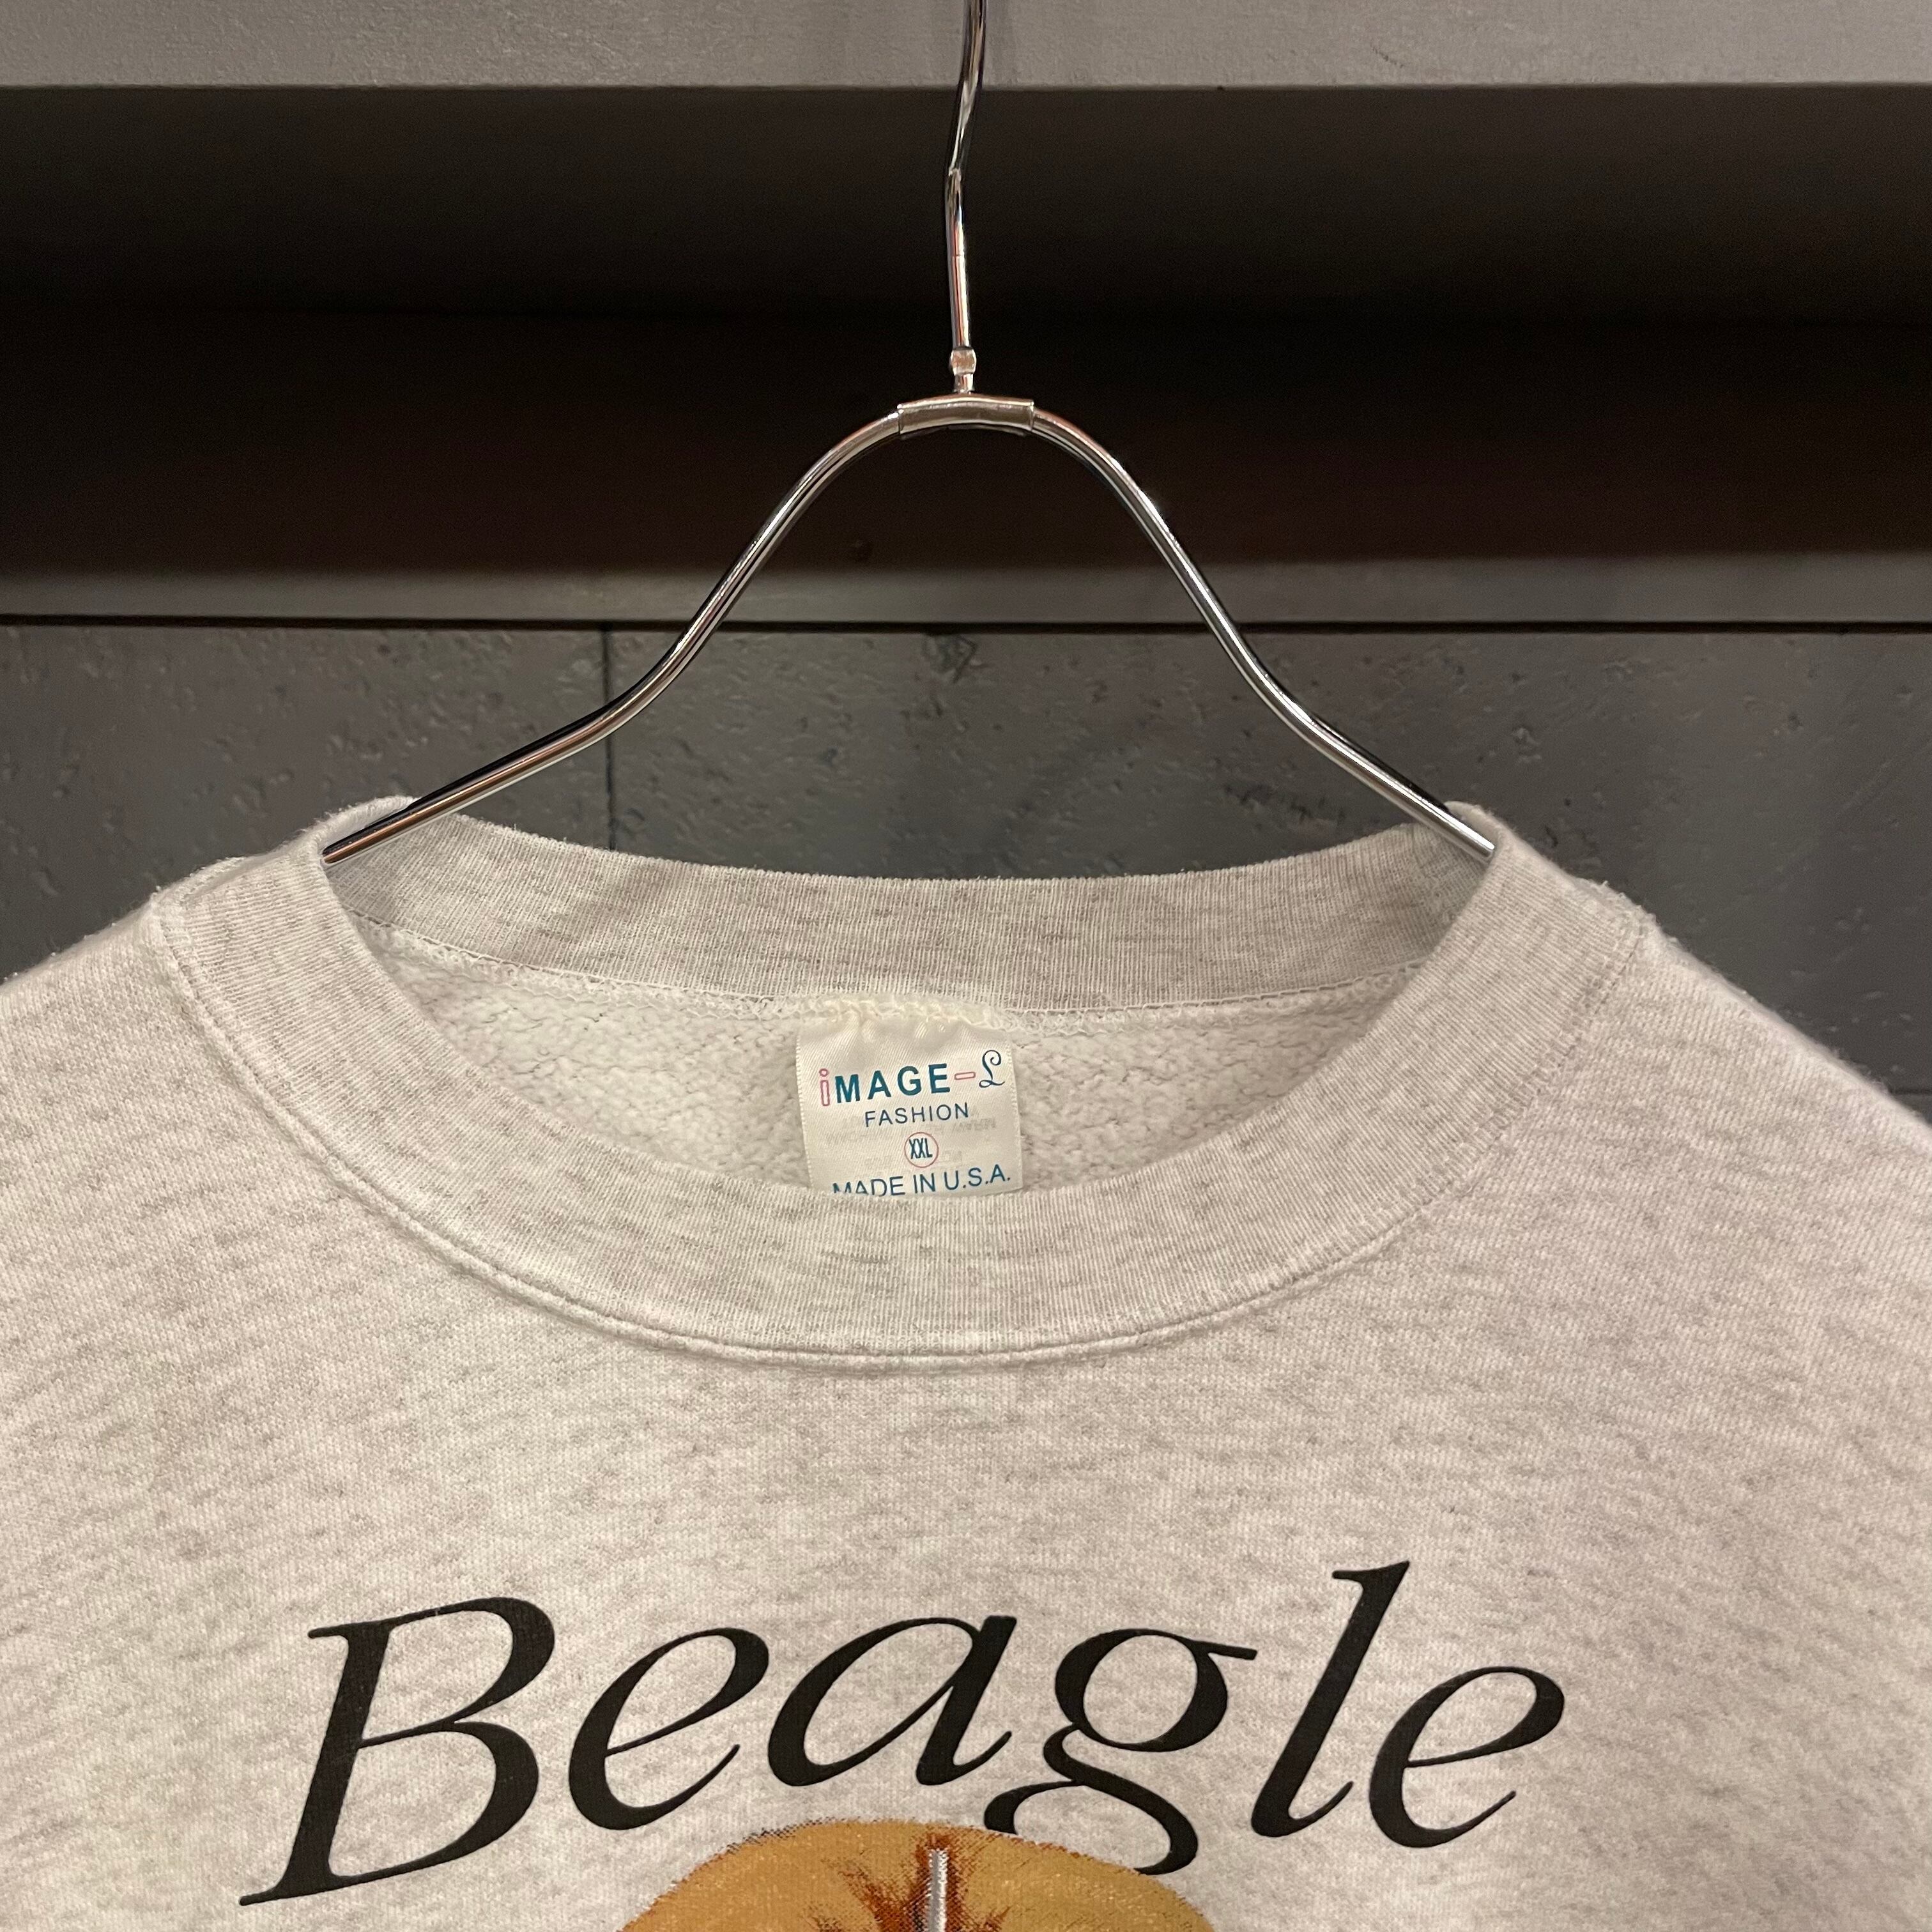 iMAGE-L
FASHION
XXL
MADE IN U.S.A.
Beagle